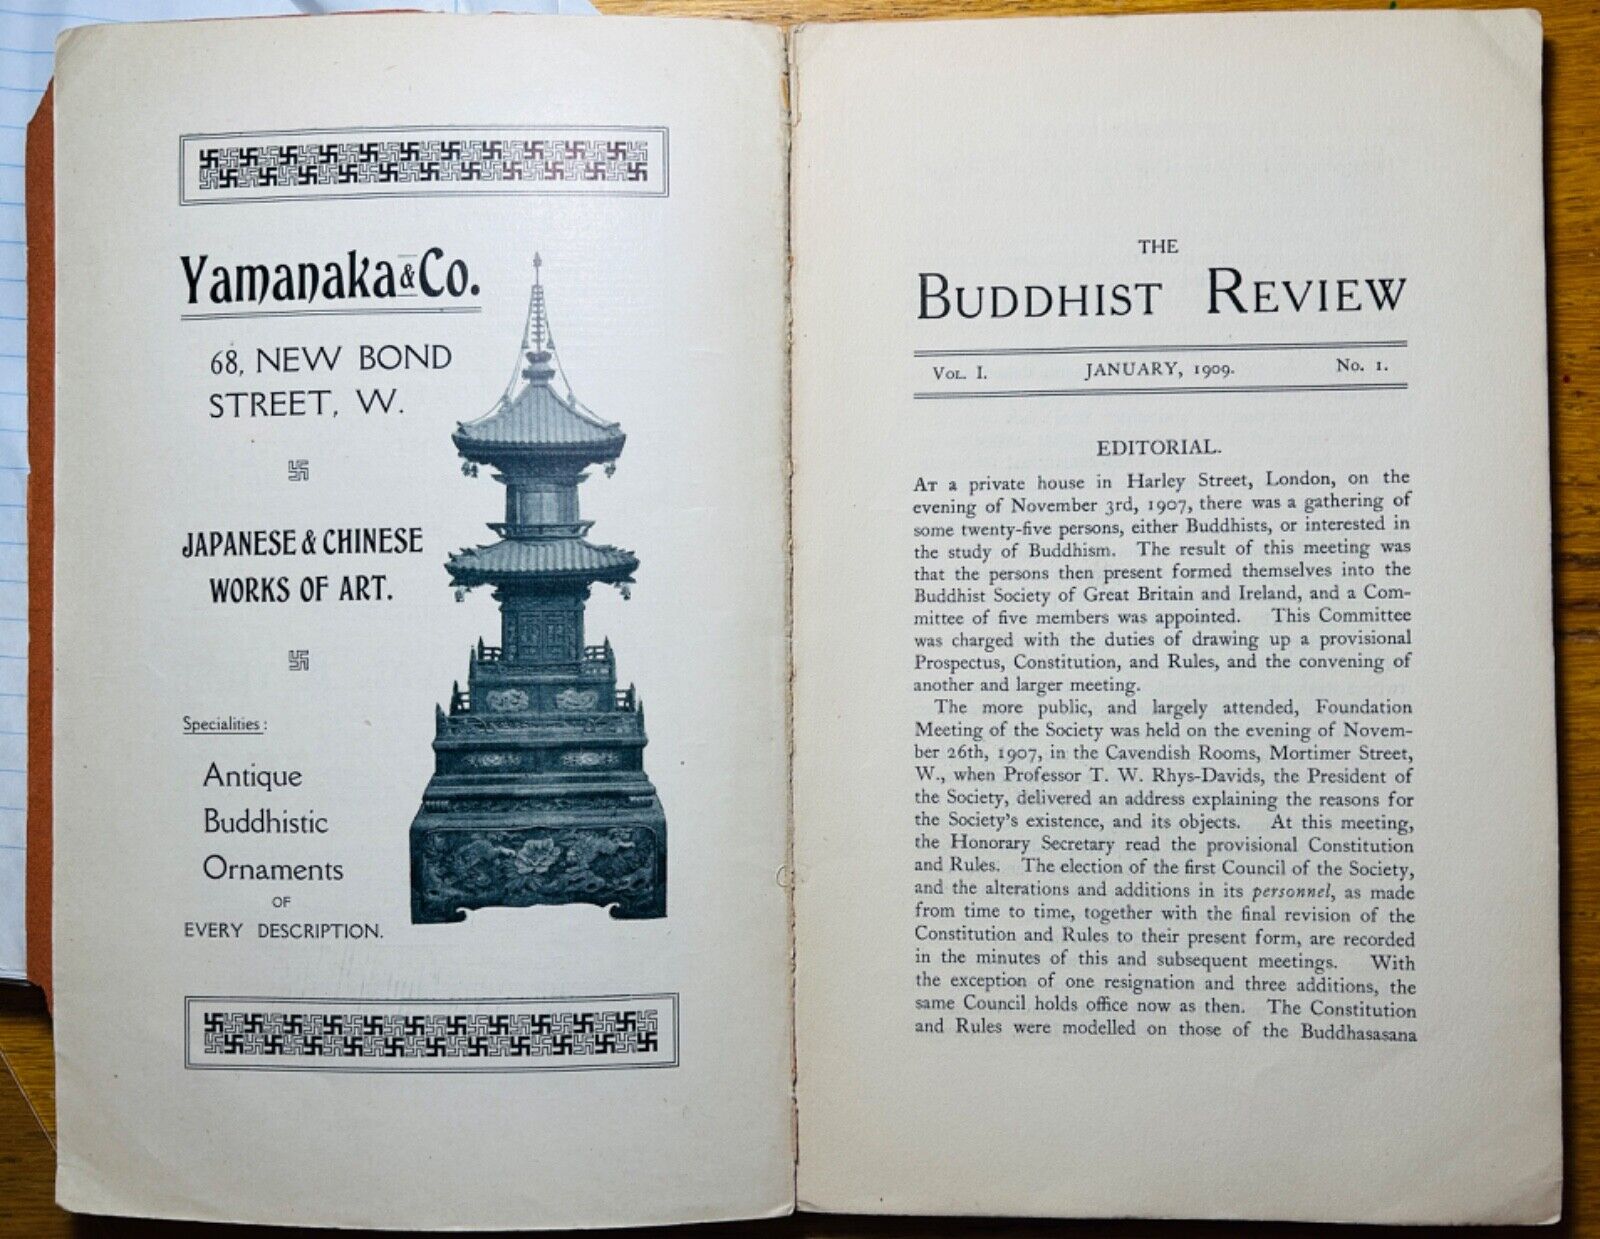 Yamanaka & Co.
68, NEW BOND
STREET, W.
卐
JAPANESE & CHINESE
WORKS OF ART.
卐
Specialities:
Antique
Buddhistic
Ornaments
OF
EVERY DESCRIPTION.
THE
BUDDHIST REVIEW
VOL. I. JANUARY, 1909. No. 1.
EDITORIAL.
AT a private house in Harley Street, London, on the
evening of November 3rd, 1907, there was a gathering of
some twenty-five persons, either Buddhists, or interested in
the study of Buddhism. The result of this meeting was
that the persons then present formed themselves into the
Buddhist Society of Great Britain and Ireland, and a Com-
mittee of five members was appointed. This Committee
was charged with the duties of drawing up a provisional
Prospectus, Constitution, and Rules, and the convening of
another and larger meeting.
The more public, and largely attended, Foundation
Meeting of the Society was held on the evening of Novem-
ber 26th, 1907, in the Cavendish Rooms, Mortimer Street,
W., when Professor T. W. Rhys-Davids, the President of
the Society, delivered an address explaining the reasons for
the Society's existence, and its objects. At this meeting,
the Honorary Secretary read the provisional Constitution
and Rules. The election of the first Council of the Society,
and the alterations and additions in its personnel, as made
from time to time, together with the final revision of the
Constitution and Rules to their present form, are recorded
in the minutes of this and subsequent meetings. With
the exception of one resignation and three additions, the
same Council holds office now as then. The Constitution
and Rules were modelled on those of the Buddhasasana